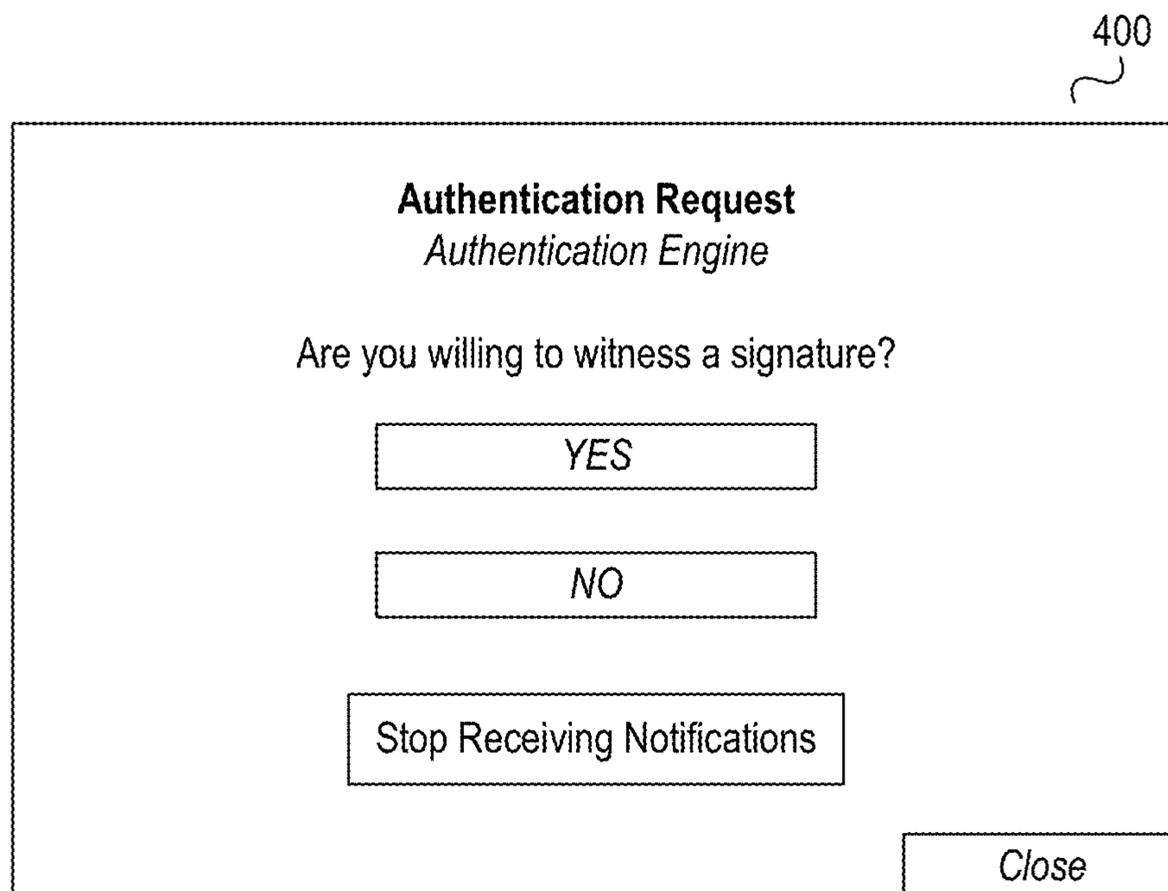 400
Authentication Request
Authentication Engine
Are you willing to witness a signature?
YES
NO
Stop Receiving Notifications
Close